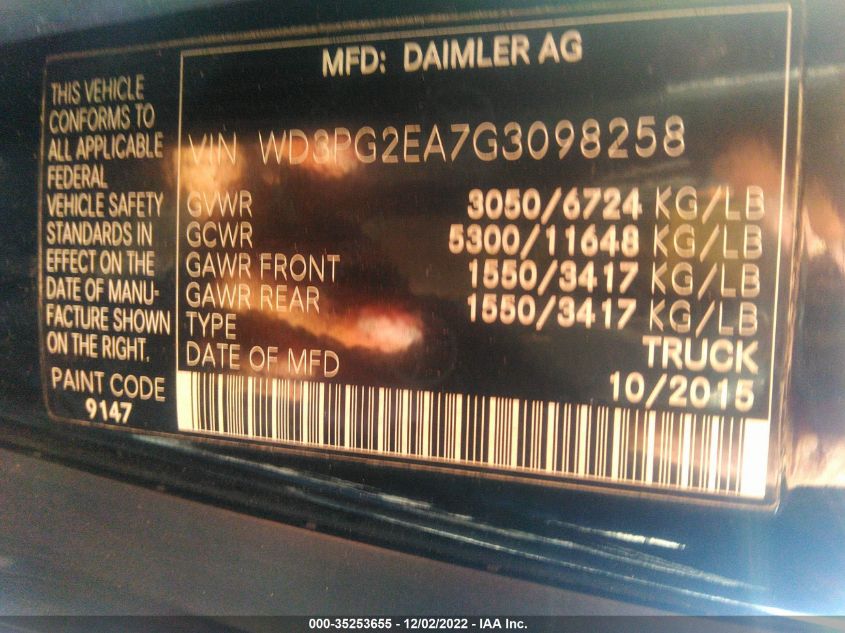 MFD: DAIMLER AG
THIS VEHICLE
CONFORMS TO
ALL APPLICABLE
FEDERAL
VEHICLE SAFETY
STANDARDS IN
EFFECT ON THE
DATE OF MANU-
FACTURE SHOWN
ON THE RIGHT.
PAINT CODE
9147
VIN WD3PG2EA7G3098258
GVWR 3050/6724 KG/LB
GCWR 5300/11648 KG/LB
GAWR FRONT 1550/3417 KG/LB
GAWR REAR 1550/3417 KG/LB
TYPE TRUCK
DATE OF MFD 10/2015
000-35253655 - 12/02/2022 - IAA Inc.